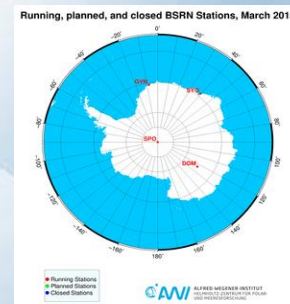 Running, planned, and closed BSRN Stations, March 201
0°
-20°
20°
-40°
40°
-60°
60°
-80°
80°
-100°
100°
-120°
120°
-140°
140°
-160°
160°
180°
GVN
SYO
SPO
DOM
Running Stations
Planned Stations
Closed Stations
AWI
ALFRED-WEGENER-INSTITUT
HELMHOLTZ-ZENTRUM FÜR POLAR-
UND MEERESFORSCHUNG